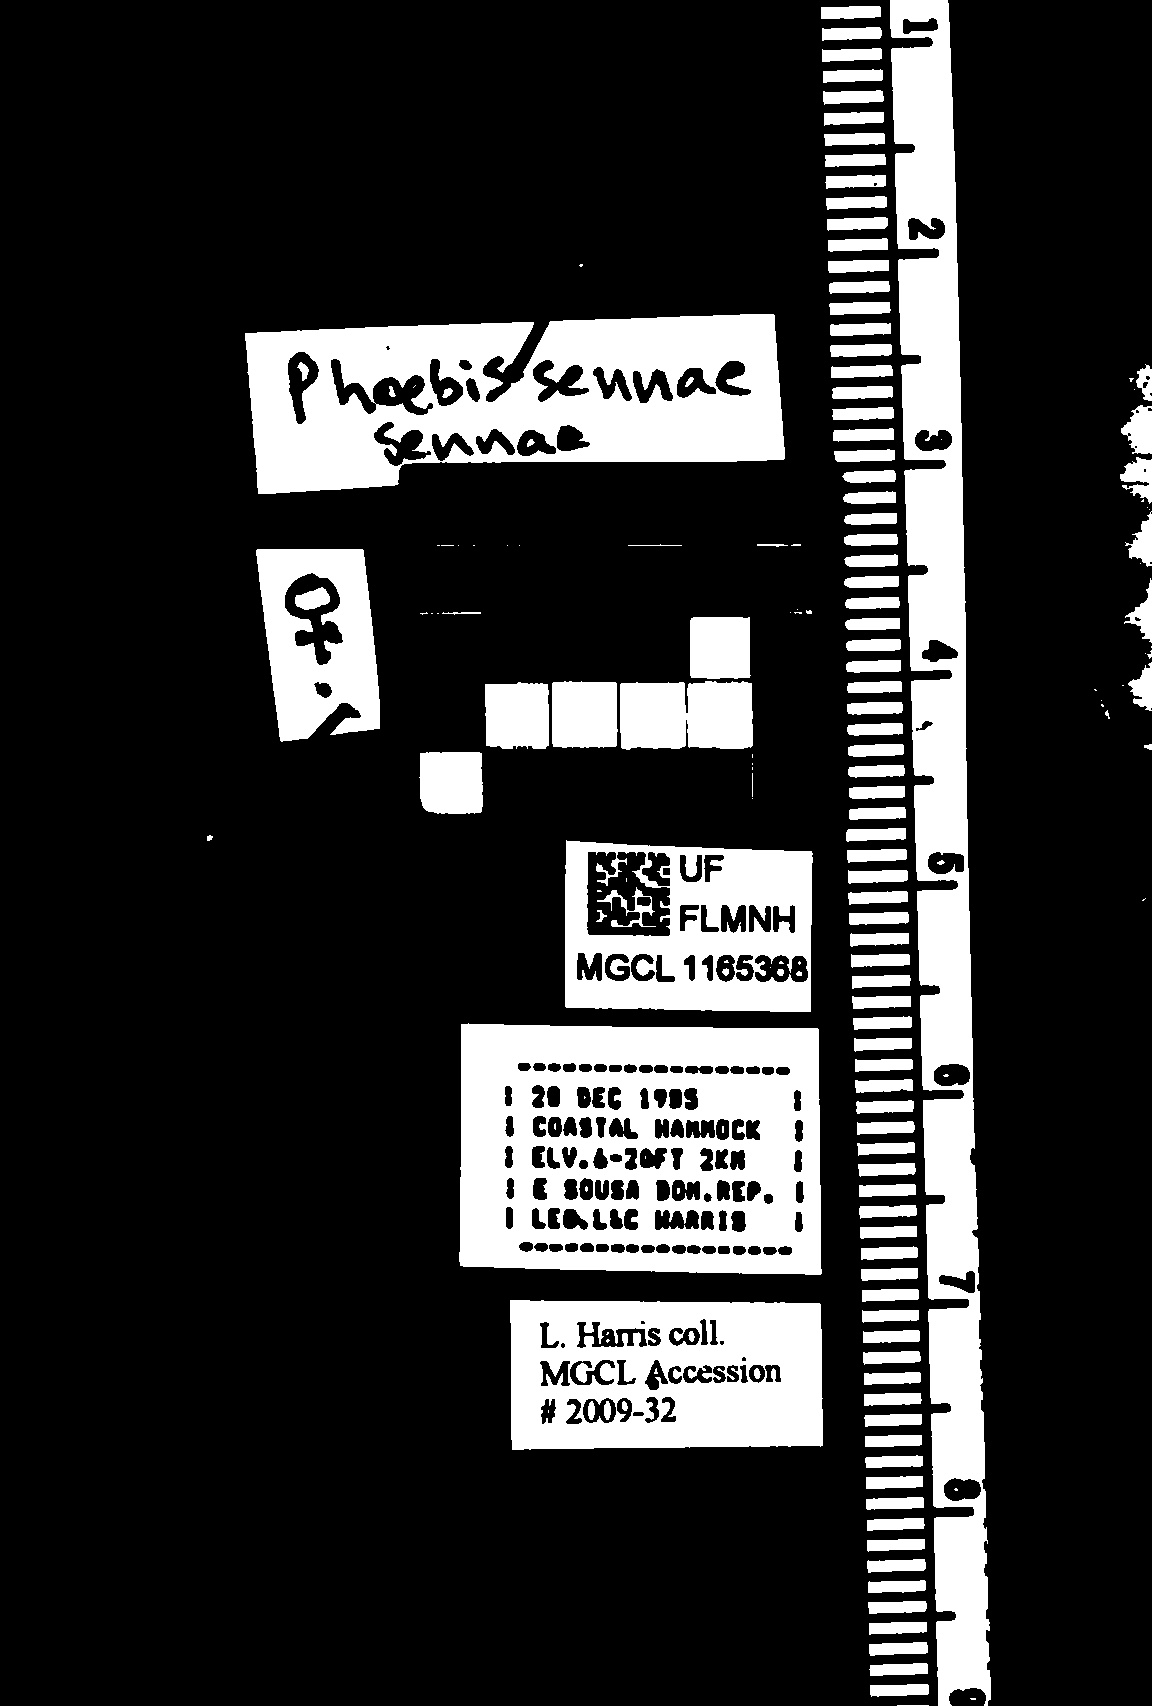 Phoebis sennae
sennae
♀.
UF
FLMNH
MGCL 1165368
28 DEC 1985
COASTAL HAMMOCK
ELV.6-20FT 2KM
E SOUSA DOM.REP.
LEG.L&C HARRIS
L. Harris coll.
MGCL Accession
# 2009-32
1
2
3
4
5
6
7
8
9